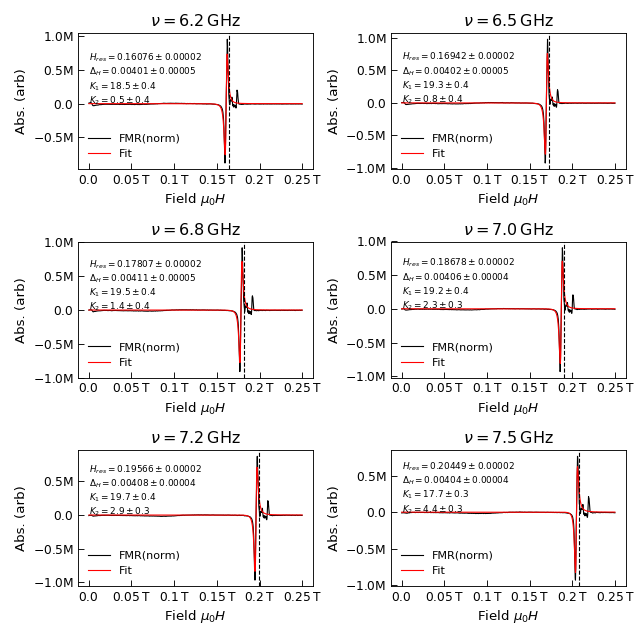 ν = 6.2 GHz
1.0M
0.5M
0.0
−0.5M
Abs. (arb)
H_res = 0.16076 ± 0.00002
Δ_H = 0.00401 ± 0.00005
K_1 = 18.5 ± 0.4
K_2 = 0.5 ± 0.4
FMR(norm)
Fit
0.0 0.05 T 0.1 T 0.15 T 0.2 T 0.25 T
Field μ_0H
ν = 6.5 GHz
1.0M
0.5M
0.0
−0.5M
−1.0M
Abs. (arb)
H_res = 0.16942 ± 0.00002
Δ_H = 0.00402 ± 0.00005
K_1 = 19.3 ± 0.4
K_2 = 0.8 ± 0.4
FMR(norm)
Fit
0.0 0.05 T 0.1 T 0.15 T 0.2 T 0.25 T
Field μ_0H
ν = 6.8 GHz
1.0M
0.5M
0.0
−0.5M
−1.0M
Abs. (arb)
H_res = 0.17807 ± 0.00002
Δ_H = 0.00411 ± 0.00005
K_1 = 19.5 ± 0.4
K_2 = 1.4 ± 0.4
FMR(norm)
Fit
0.0 0.05 T 0.1 T 0.15 T 0.2 T 0.25 T
Field μ_0H
ν = 7.0 GHz
1.0M
0.5M
0.0
−0.5M
−1.0M
Abs. (arb)
H_res = 0.18678 ± 0.00002
Δ_H = 0.00406 ± 0.00004
K_1 = 19.2 ± 0.4
K_2 = 2.3 ± 0.3
FMR(norm)
Fit
0.0 0.05 T 0.1 T 0.15 T 0.2 T 0.25 T
Field μ_0H
ν = 7.2 GHz
0.5M
0.0
−0.5M
−1.0M
Abs. (arb)
H_res = 0.19566 ± 0.00002
Δ_H = 0.00408 ± 0.00004
K_1 = 19.7 ± 0.4
K_2 = 2.9 ± 0.3
FMR(norm)
Fit
0.0 0.05 T 0.1 T 0.15 T 0.2 T 0.25 T
Field μ_0H
ν = 7.5 GHz
0.5M
0.0
−0.5M
−1.0M
Abs. (arb)
H_res = 0.20449 ± 0.00002
Δ_H = 0.00404 ± 0.00004
K_1 = 17.7 ± 0.3
K_2 = 4.4 ± 0.3
FMR(norm)
Fit
0.0 0.05 T 0.1 T 0.15 T 0.2 T 0.25 T
Field μ_0H